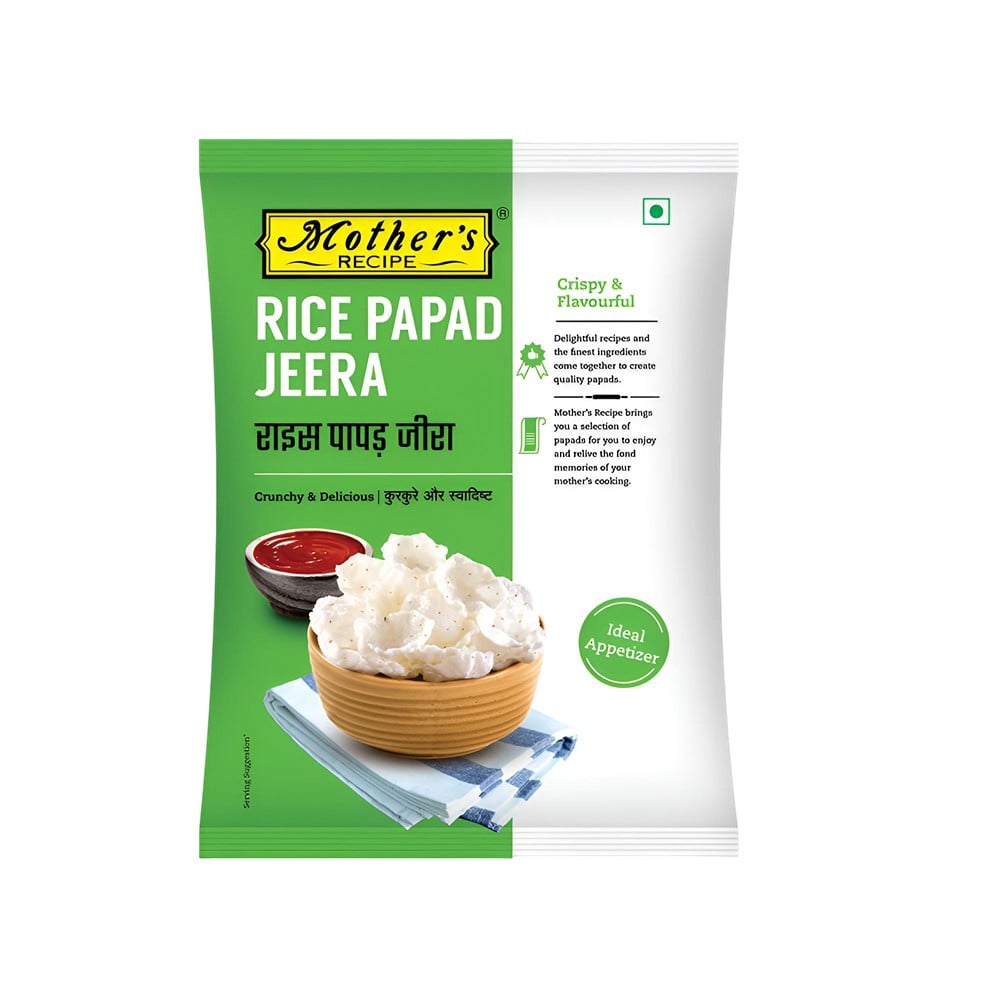 Mother's
RECIPE
®
RICE PAPAD
JEERA
राइस पापड़ जीरा
Crunchy & Delicious | कुरकुरे और स्वादिष्ट
Serving Suggestion*
Crispy &
Flavourful
Delightful recipes and
the finest ingredients
come together to create
quality papads.
Mother's Recipe brings
you a selection of
papads for you to enjoy
and relive the fond
memories of your
mother's cooking.
Ideal
Appetizer